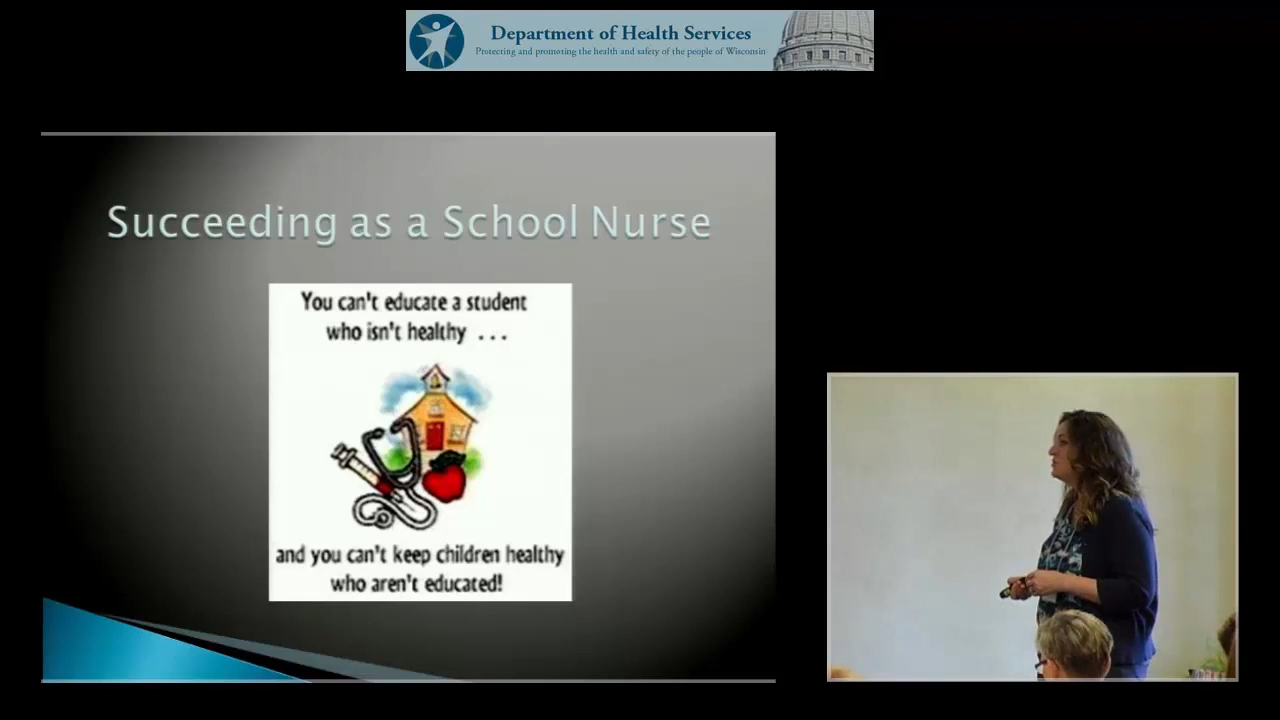 Department of Health Services
Protecting and promoting the health and safety of the people of Wisconsin
Succeeding as a School Nurse
You can't educate a student
who isn't healthy . . .
and you can't keep children healthy
who aren't educated!